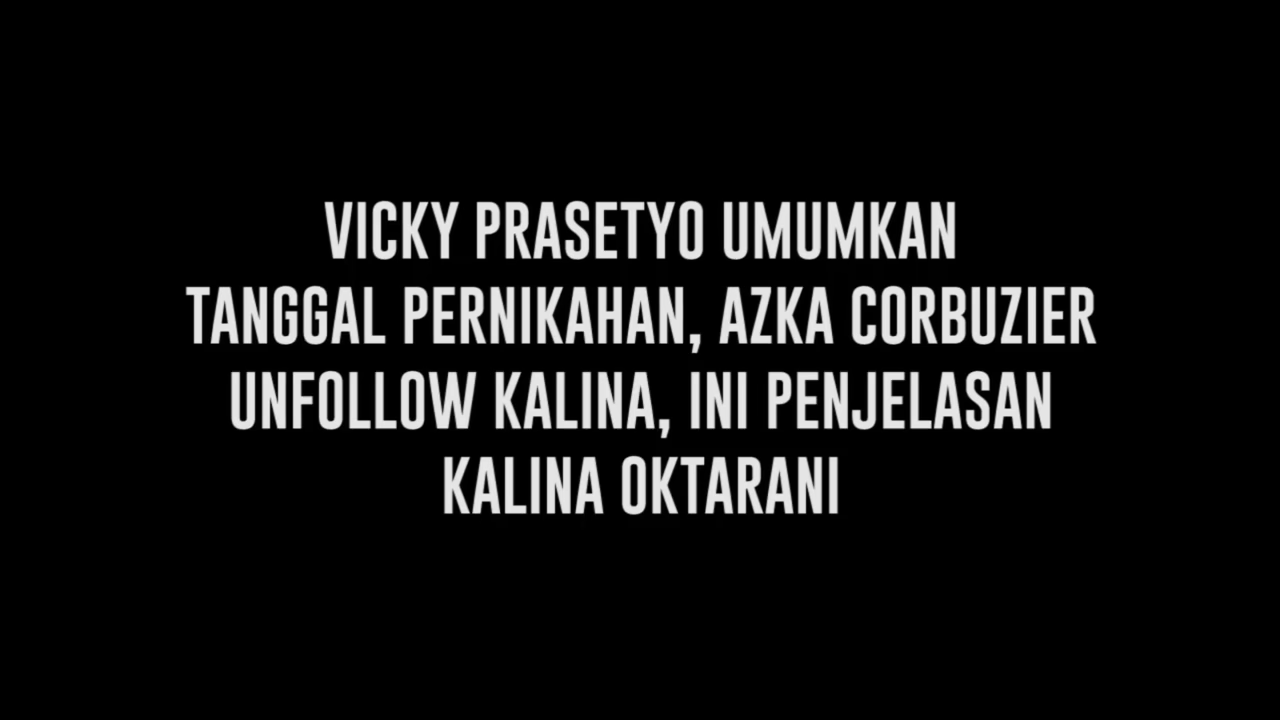 VICKY PRASETYO UMUMKAN
TANGGAL PERNIKAHAN, AZKA CORBUZIER
UNFOLLOW KALINA, INI PENJELASAN
KALINA OKTARANI